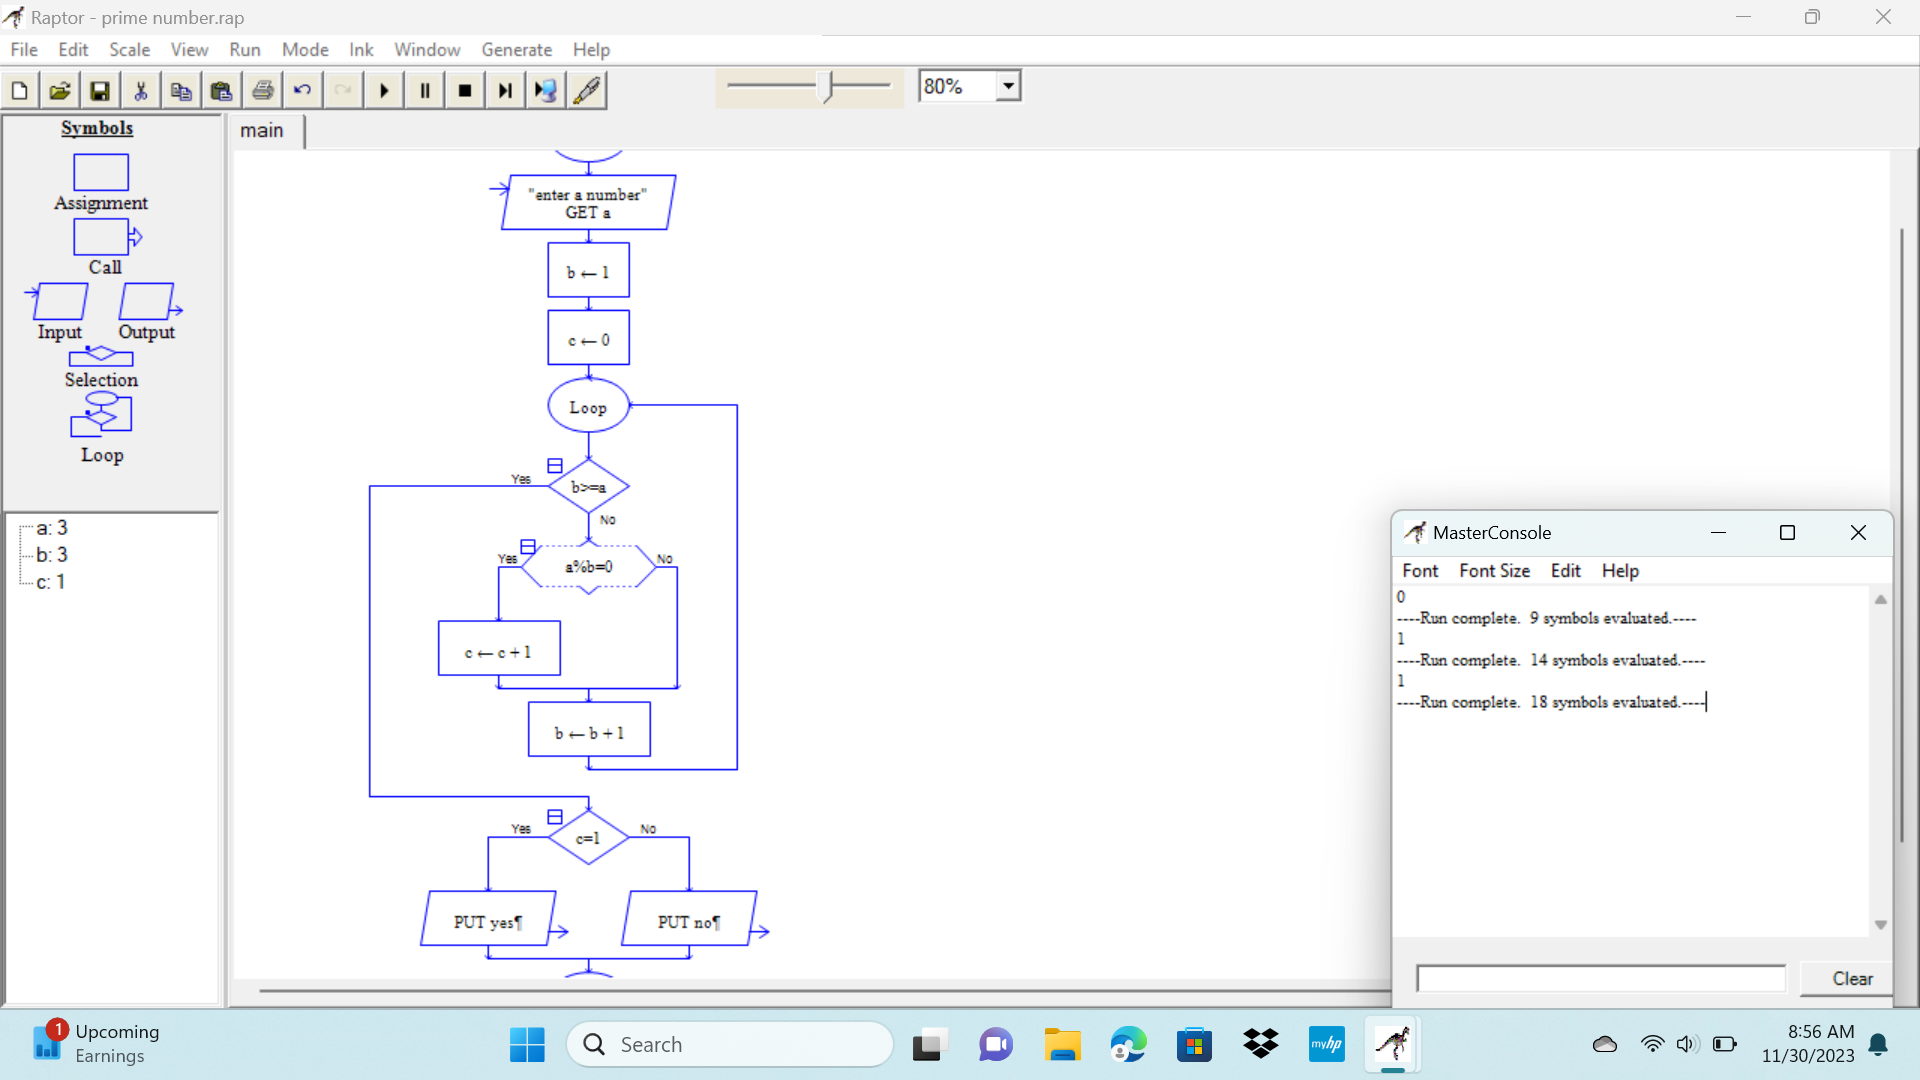 Raptor - prime number.rap
File Edit Scale View Run Mode Ink Window Generate Help
80%
Symbols
Assignment
Call
Input Output
Selection
Loop
a: 3
b: 3
c: 1
main
"enter a number"
GET a
b ← 1
c ← 0
Loop
b>=a
Yes
No
a%b=0
Yes
No
c ← c + 1
b ← b + 1
c=1
Yes
No
PUT yes¶
PUT no¶
MasterConsole
Font Font Size Edit Help
0
----Run complete. 9 symbols evaluated.----
1
----Run complete. 14 symbols evaluated.----
1
----Run complete. 18 symbols evaluated.----
Clear
1
Upcoming
Earnings
Search
myhp
8:56 AM
11/30/2023